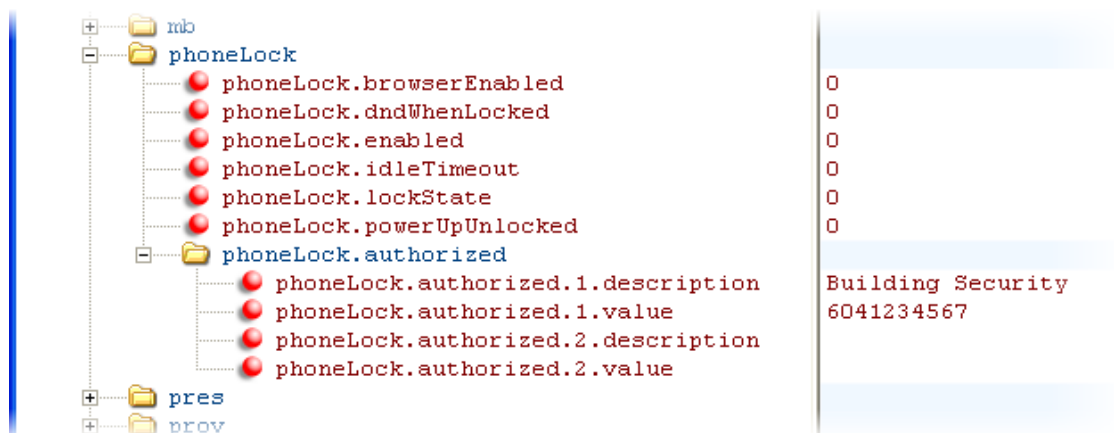 mb
phoneLock
phoneLock.browserEnabled 0
phoneLock.dndWhenLocked 0
phoneLock.enabled 0
phoneLock.idleTimeout 0
phoneLock.lockState 0
phoneLock.powerUpUnlocked 0
phoneLock.authorized
phoneLock.authorized.1.description Building Security
phoneLock.authorized.1.value 6041234567
phoneLock.authorized.2.description
phoneLock.authorized.2.value
pres
prov